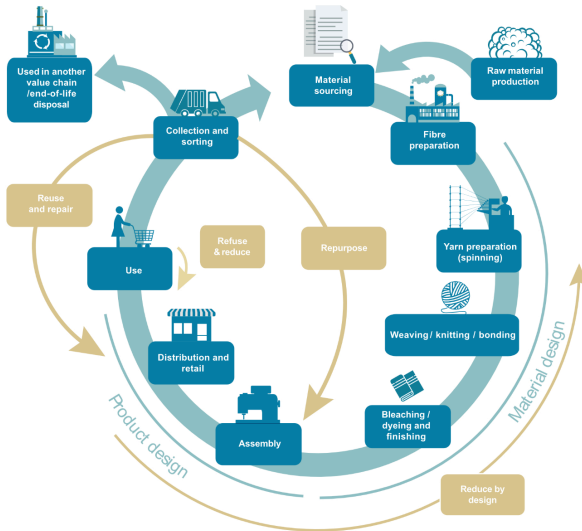 Used in another
value chain
/end-of-life
disposal
Material
sourcing
Raw material
production
Collection and
sorting
Fibre
preparation
Reuse
and repair
Refuse
& reduce
Repurpose
Yarn preparation
(spinning)
Use
Weaving / knitting / bonding
Distribution and
retail
Bleaching /
dyeing and
finishing
Assembly
Product design
Material design
Reduce by
design